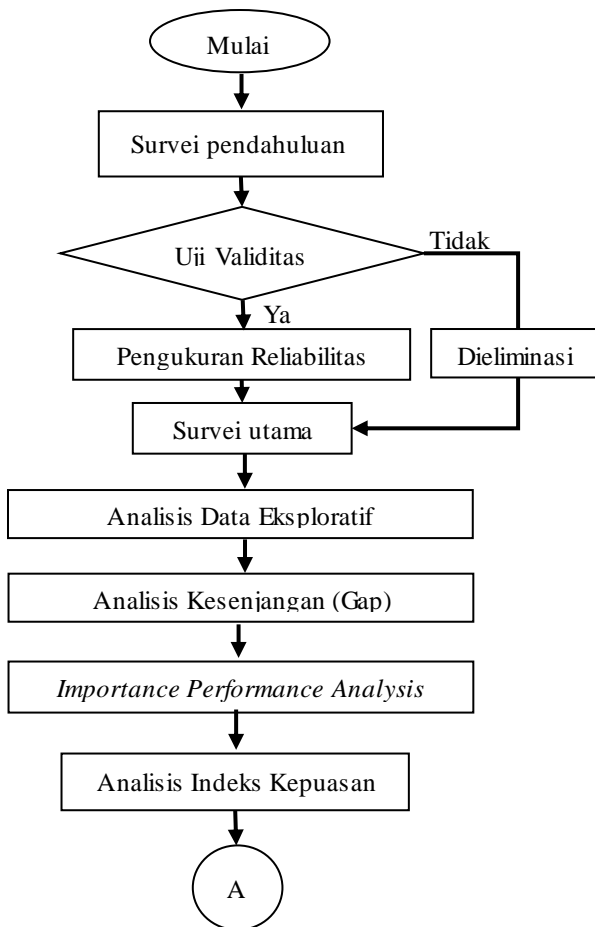 Mulai
Survei pendahuluan
Uji Validitas
Tidak
Ya
Pengukuran Reliabilitas
Dieliminasi
Survei utama
Analisis Data Eksploratif
Analisis Kesenjangan (Gap)
Importance Performance Analysis
Analisis Indeks Kepuasan
A